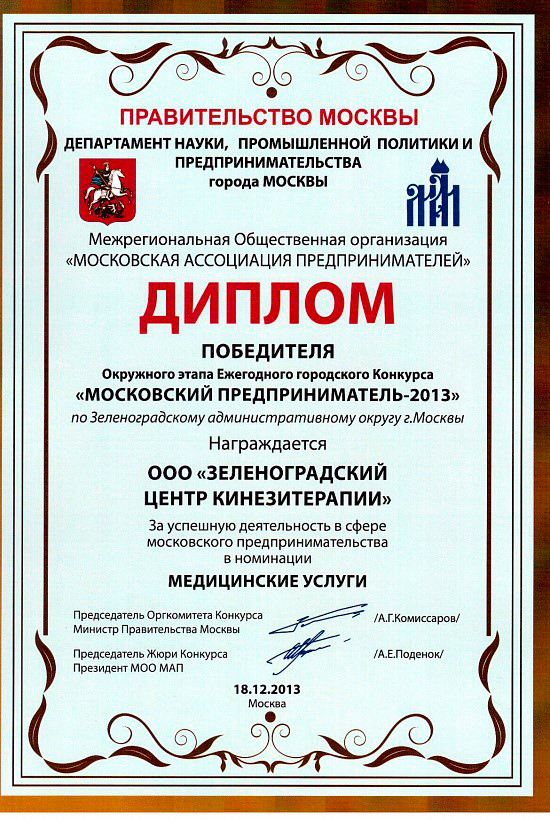 ПРАВИТЕЛЬСТВО МОСКВЫ
ДЕПАРТАМЕНТ НАУКИ, ПРОМЫШЛЕННОЙ ПОЛИТИКИ И
ПРЕДПРИНИМАТЕЛЬСТВА
города МОСКВЫ
Межрегиональная Общественная организация
«МОСКОВСКАЯ АССОЦИАЦИЯ ПРЕДПРИНИМАТЕЛЕЙ»
ДИПЛОМ
ПОБЕДИТЕЛЯ
Окружного этапа Ежегодного городского Конкурса
«МОСКОВСКИЙ ПРЕДПРИНИМАТЕЛЬ-2013»
по Зеленоградскому административному округу г.Москвы
Награждается
ООО «ЗЕЛЕНОГРАДСКИЙ
ЦЕНТР КИНЕЗИТЕРАПИИ»
За успешную деятельность в сфере
московского предпринимательства
в номинации
МЕДИЦИНСКИЕ УСЛУГИ
Председатель Оргкомитета Конкурса
Министр Правительства Москвы /А.Г.Комиссаров/
Председатель Жюри Конкурса /А.Е.Поденок/
Президент МОО МАП
18.12.2013
Москва